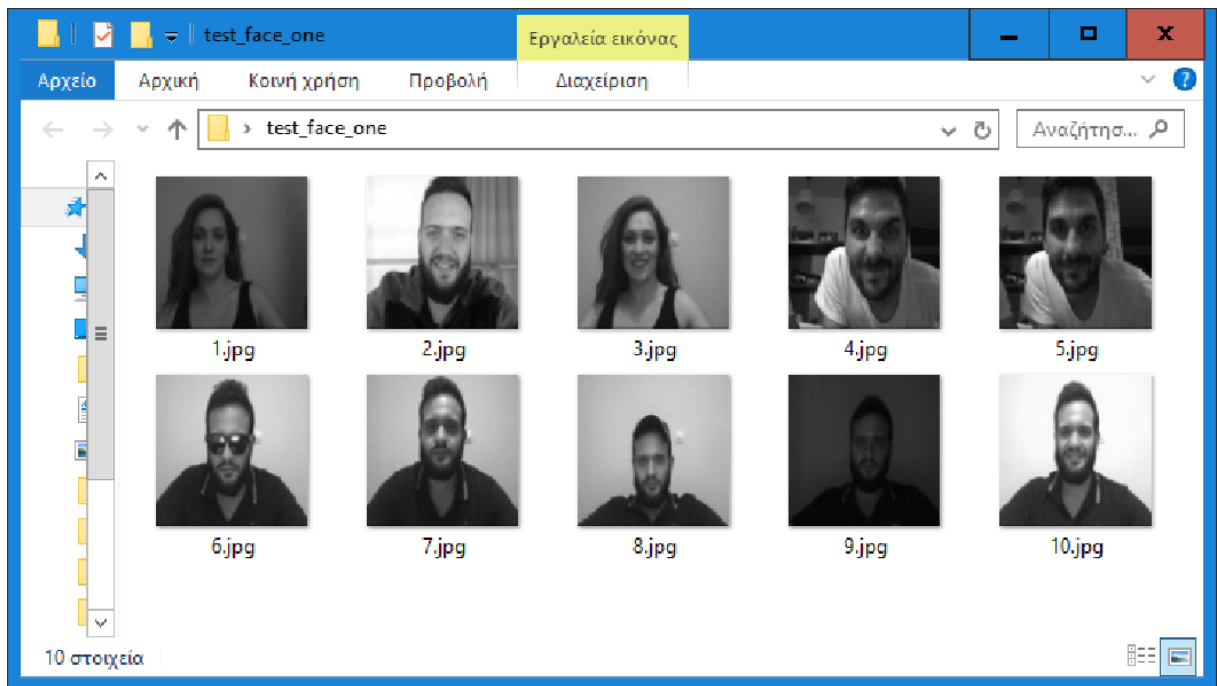 test_face_one
Εργαλεία εικόνας
Αρχείο Αρχική Κοινή χρήση Προβολή Διαχείριση
test_face_one Αναζήτησ...
1.jpg 2.jpg 3.jpg 4.jpg 5.jpg
6.jpg 7.jpg 8.jpg 9.jpg 10.jpg
10 στοιχεία